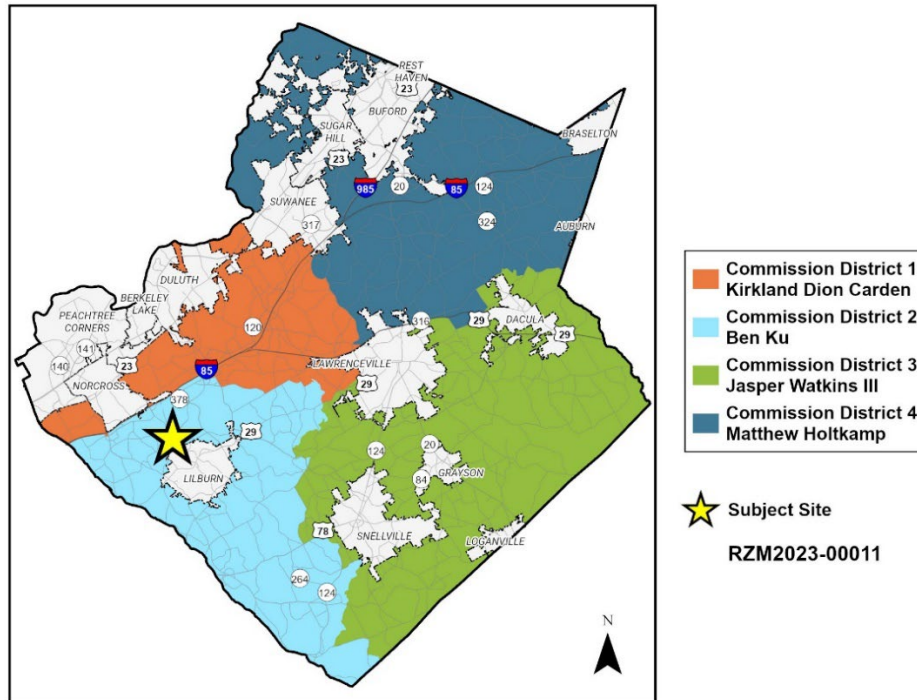 REST
HAVEN
23
BUFORD
SUGAR
HILL
23
BRASELTON
985
20
85
124
SUWANEE
317
324
AUBURN
DULUTH
BERKELEY
LAKE
PEACHTREE
CORNERS
141
140
23
120
316
29
DACULA
29
NORCROSS
85
LAWRENCEVILLE
29
378
29
LILBURN
124
20
GRAYSON
84
78
SNELLVILLE
LOGANVILLE
264
124
N
Commission District 1
Kirkland Dion Carden
Commission District 2
Ben Ku
Commission District 3
Jasper Watkins III
Commission District 4
Matthew Holtkamp
Subject Site
RZM2023-00011